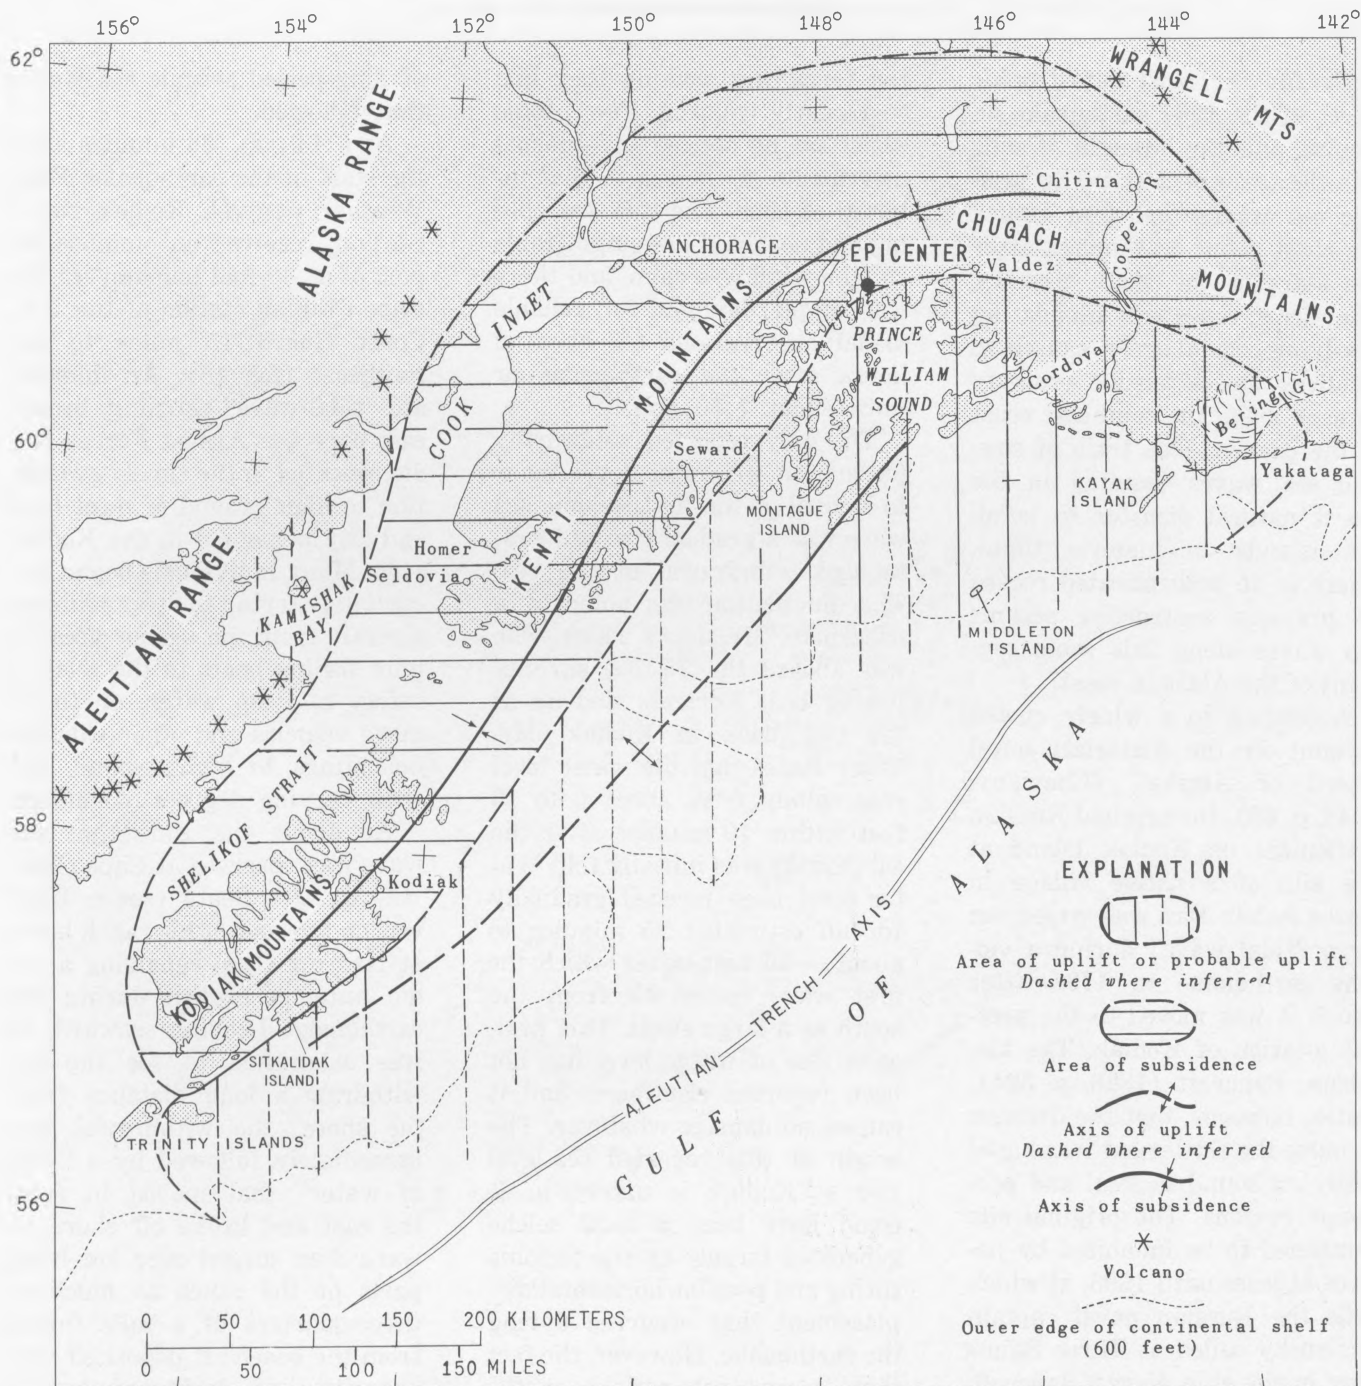 156° 154° 152° 150° 148° 146° 144° 142°
62°
WRANGELL MTS
ALASKA RANGE
Chitina
Copper R
CHUGACH
ANCHORAGE
EPICENTER
Valdez
MOUNTAINS
COOK INLET
KENAI MOUNTAINS
PRINCE
WILLIAM
SOUND
Cordova
Bering Gl
60°
Seward
Yakataga
KAYAK
ISLAND
MONTAGUE
ISLAND
Homer
Seldovia
KAMISHAK
BAY
MIDDLETON
ISLAND
ALEUTIAN RANGE
SHELIKOF STRAIT
58°
Kodiak
KODIAK MOUNTAINS
GULF OF ALASKA
ALEUTIAN TRENCH AXIS
SITKALIDAK
ISLAND
TRINITY ISLANDS
56°
EXPLANATION
Area of uplift or probable uplift
Dashed where inferred
Area of subsidence
Axis of uplift
Dashed where inferred
Axis of subsidence
Volcano
Outer edge of continental shelf
(600 feet)
0 50 100 200 KILOMETERS
0 50 100 150 MILES